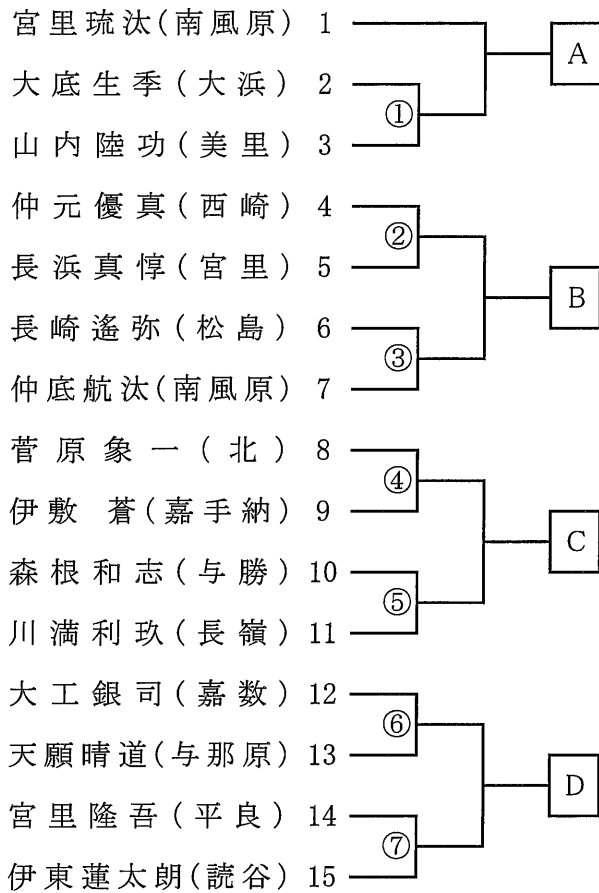 宮里琉汰(南風原) 1
A
大底生季(大浜) 2
①
山内陸功(美里) 3
仲元優真(西崎) 4
②
長浜真惇(宮里) 5
B
長崎遙弥(松島) 6
③
仲底航汰(南風原) 7
菅原象一(北) 8
④
伊敷 蒼(嘉手納) 9
C
森根和志(与勝) 10
⑤
川満利玖(長嶺) 11
大工銀司(嘉数) 12
⑥
天願晴道(与那原) 13
D
宮里隆吾(平良) 14
⑦
伊東蓮太朗(読谷) 15